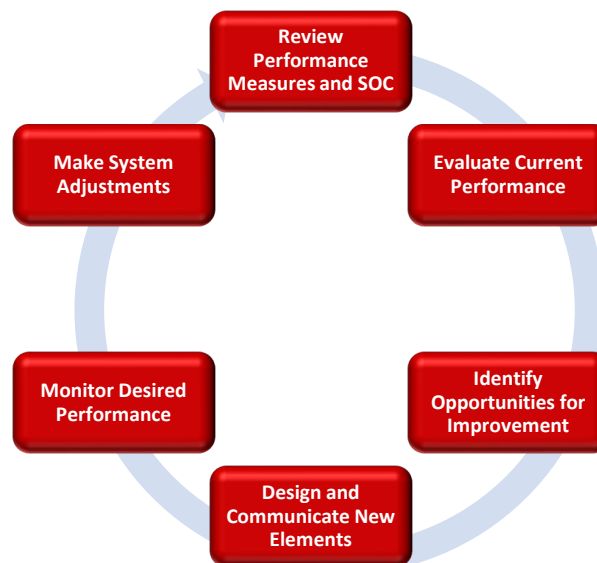 Review
Performance
Measures and SOC
Evaluate Current
Performance
Identify
Opportunities for
Improvement
Design and
Communicate New
Elements
Monitor Desired
Performance
Make System
Adjustments